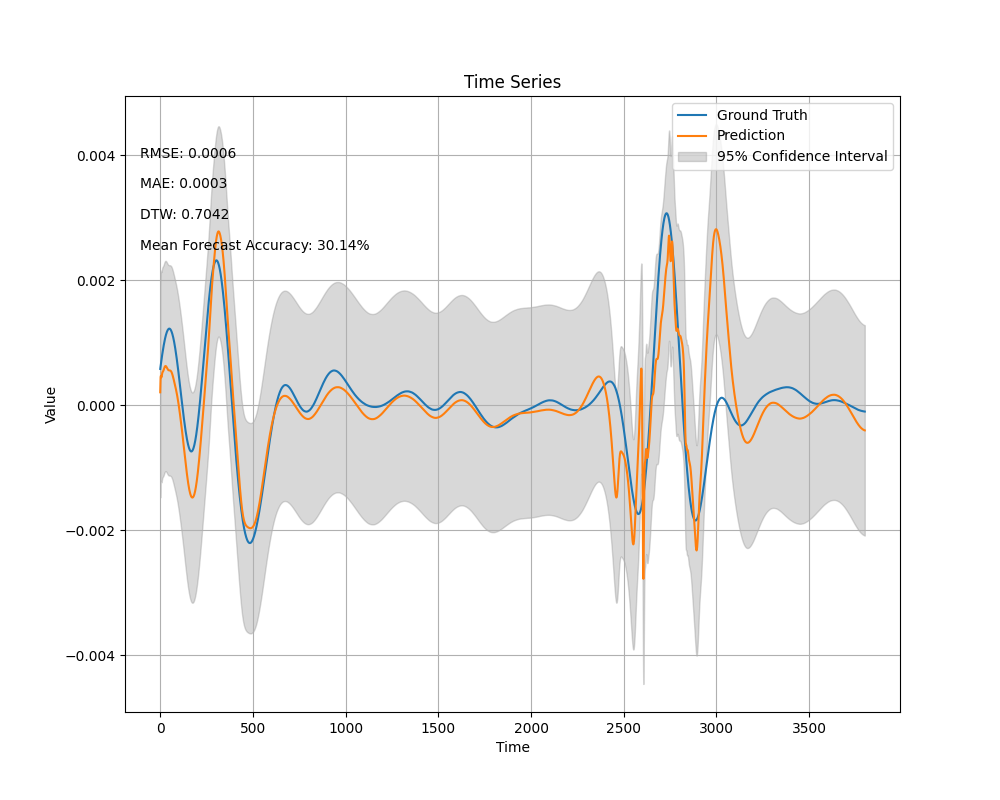 Time Series
Ground Truth
Prediction
95% Confidence Interval
RMSE: 0.0006
MAE: 0.0003
DTW: 0.7042
Mean Forecast Accuracy: 30.14%
Value
0.004
0.002
0.000
−0.002
−0.004
0 500 1000 1500 2000 2500 3000 3500
Time